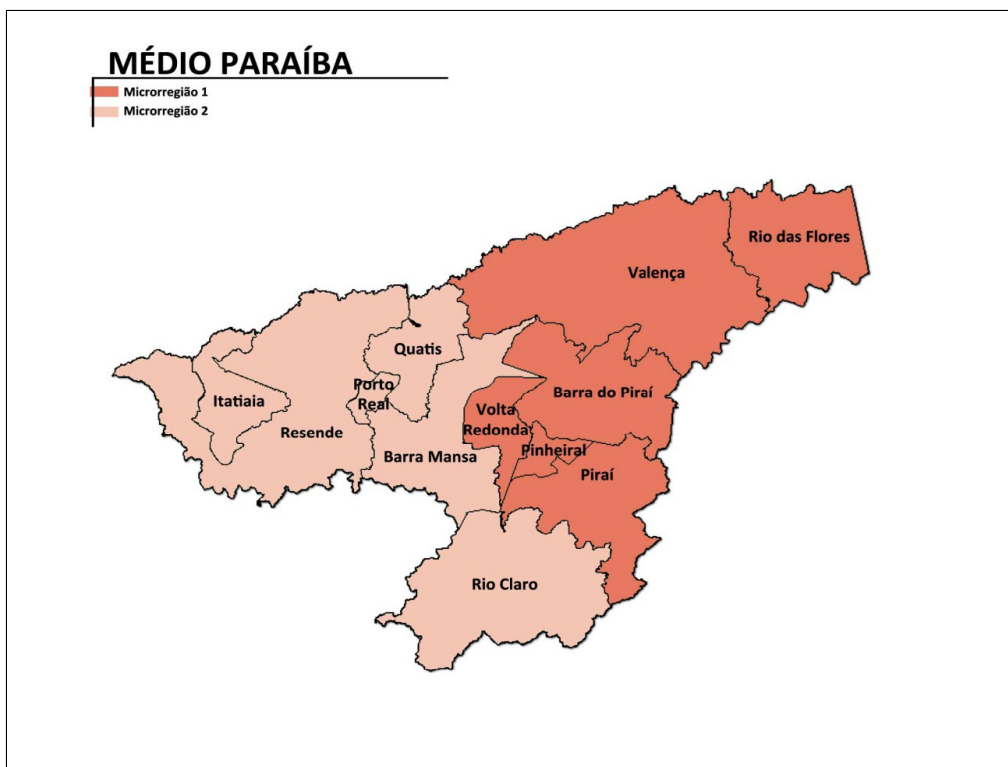 MÉDIO PARAÍBA
Microrregião 1
Microrregião 2
Rio das Flores
Valença
Quatis
Barra do Piraí
Porto
Real
Itatiaia
Volta
Redonda
Resende
Barra Mansa
Pinheiral
Piraí
Rio Claro